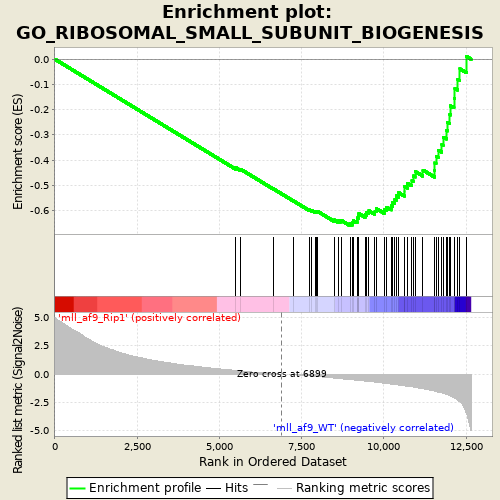 Enrichment plot:
GO_RIBOSOMAL_SMALL_SUBUNIT_BIOGENESIS
Enrichment score (ES)
0.0
-0.1
-0.2
-0.3
-0.4
-0.5
-0.6
Ranked list metric (Signal2Noise)
5.0
2.5
0.0
-2.5
-5.0
'mll_af9_Rip1' (positively correlated)
Zero cross at 6899
'mll_af9_WT' (negatively correlated)
0
2,500
5,000
7,500
10,000
12,500
Rank in Ordered Dataset
Enrichment profile
Hits
Ranking metric scores